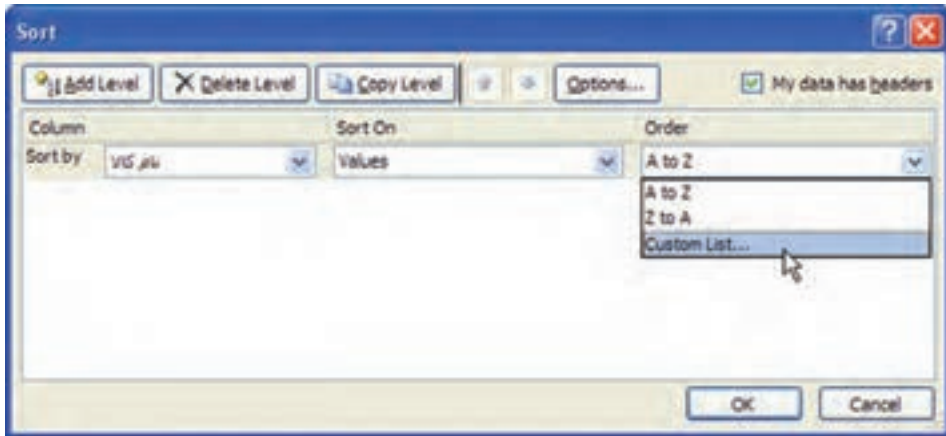 Sort
Add Level Delete Level Copy Level Options... My data has headers
Column Sort On Order
Sort by نام کالا Values A to Z
A to Z
Z to A
Custom List...
OK Cancel